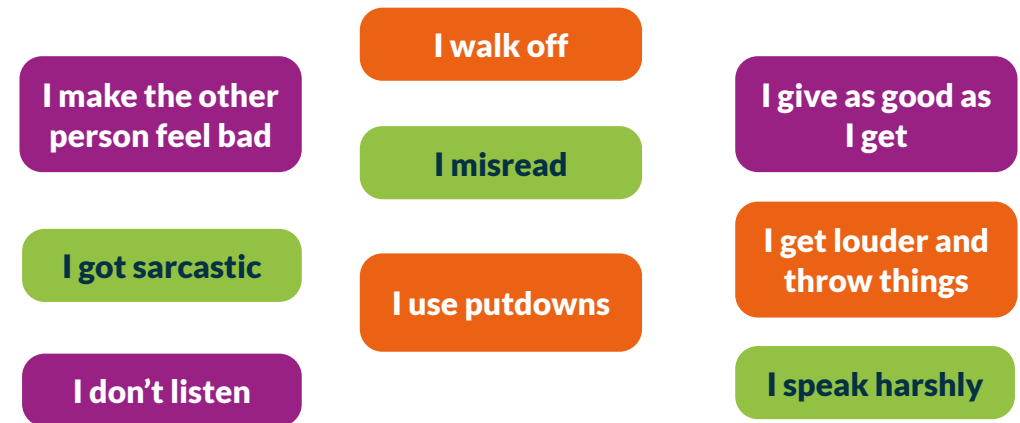 I make the other
person feel bad
I got sarcastic
I don’t listen
I walk off
I misread
I use putdowns
I give as good as
I get
I get louder and
throw things
I speak harshly